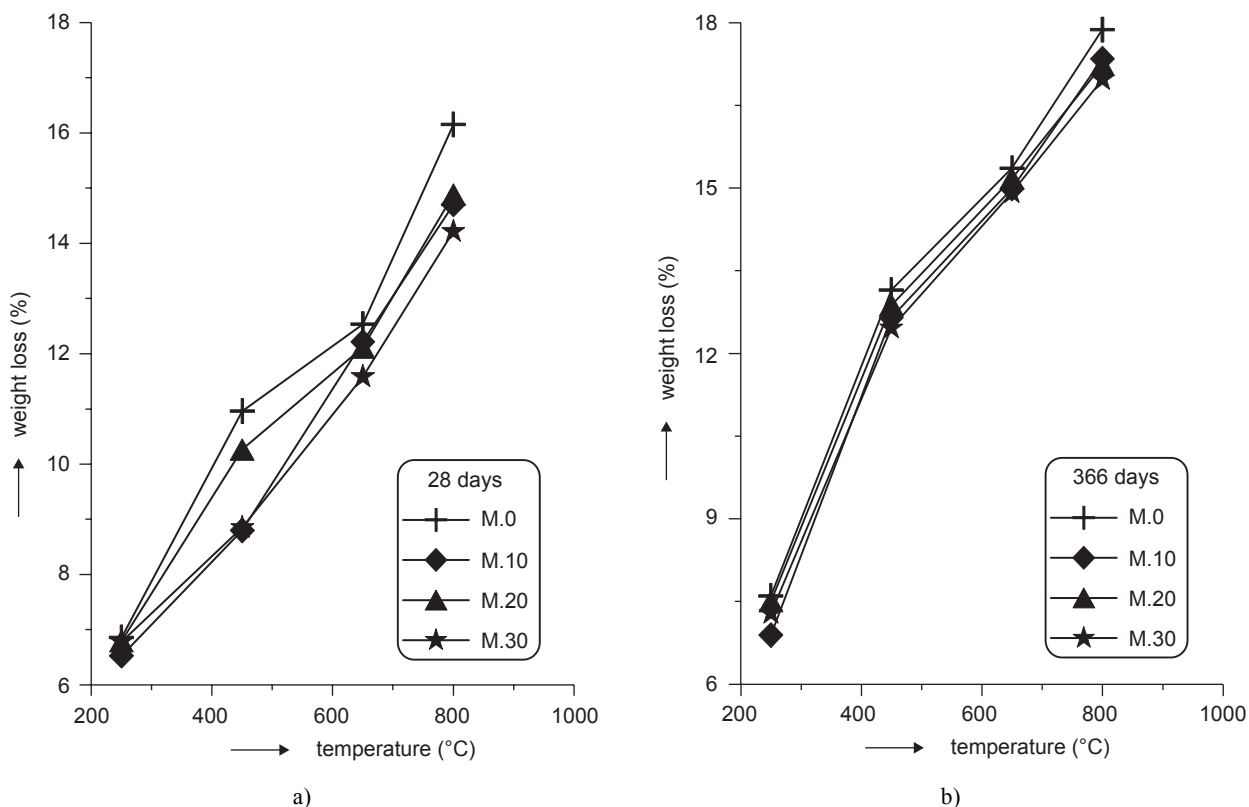 18
16
14
12
10
8
6
weight loss (%)
200
400
600
800
1000
temperature (°C)
28 days
M.0
M.10
M.20
M.30
a)
18
15
12
9
6
weight loss (%)
200
400
600
800
1000
temperature (°C)
366 days
M.0
M.10
M.20
M.30
b)